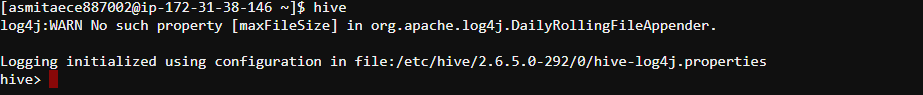 [asmitaece887002@ip-172-31-38-146 ~]$ hive
log4j:WARN No such property [maxFileSize] in org.apache.log4j.DailyRollingFileAppender.
Logging initialized using configuration in file:/etc/hive/2.6.5.0-292/0/hive-log4j.properties
hive>